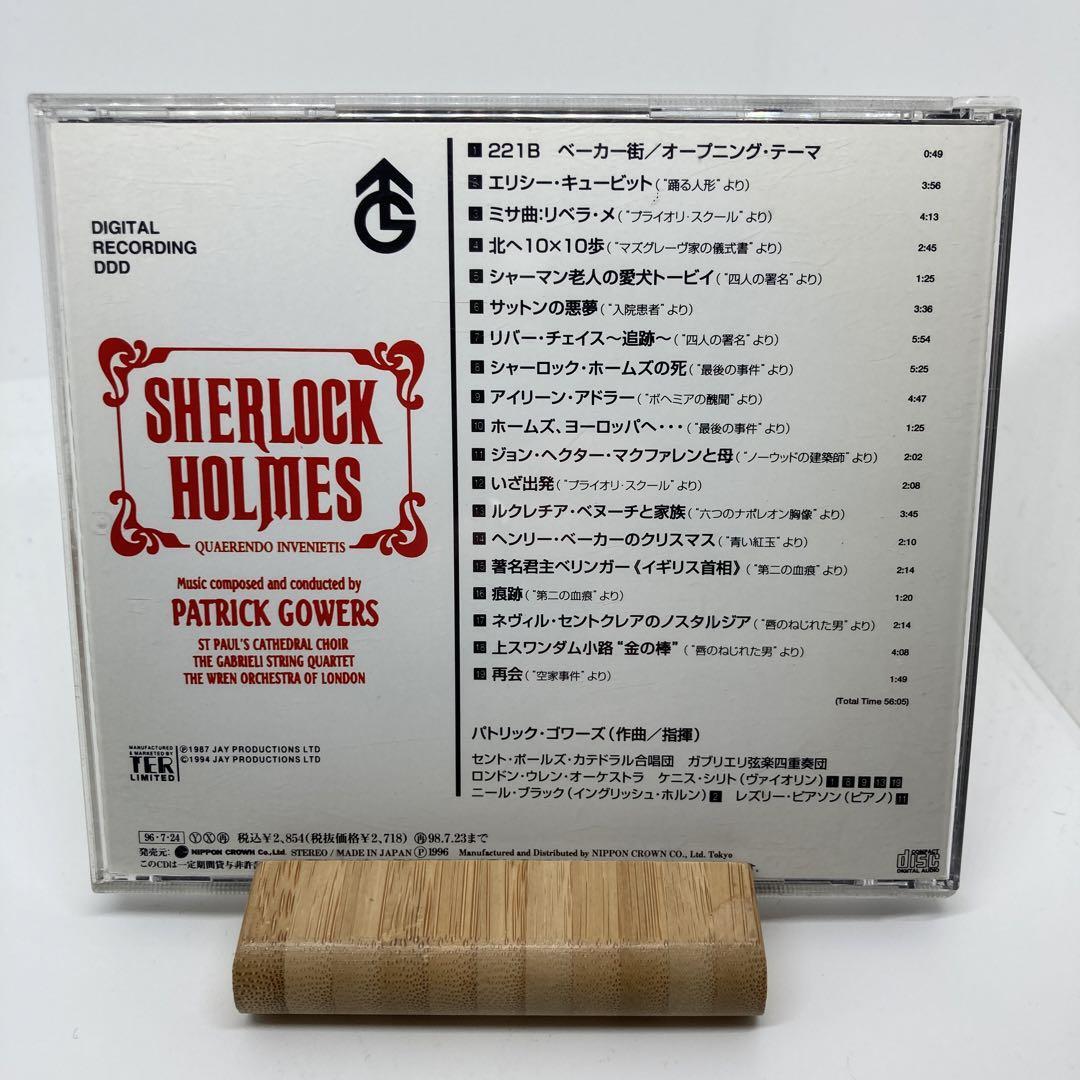 DIGITAL
RECORDING
DDD
SHERLOCK
HOLMES
QUAERENDO INVENIETIS
Music composed and conducted by
PATRICK GOWERS
ST PAUL'S CATHEDRAL CHOIR
THE GABRIELI STRING QUARTET
THE WREN ORCHESTRA OF LONDON
MANUFACTURED
& MARKETED BY
TER
LIMITED
Ⓟ1987 JAY PRODUCTIONS LTD
©1994 JAY PRODUCTIONS LTD
1 221B ベーカー街／オープニング・テーマ 0:49
2 エリシー・キュービット(“踊る人形”より) 3:56
3 ミサ曲:リベラ・メ(“プライオリ・スクール”より) 4:13
4 北へ10×10歩(“マズグレーヴ家の儀式書”より) 2:45
5 シャーマン老人の愛犬トービイ(“四人の署名”より) 1:25
6 サットンの悪夢(“入院患者”より) 3:36
7 リバー・チェイス〜追跡〜(“四人の署名”より) 5:54
8 シャーロック・ホームズの死(“最後の事件”より) 5:25
9 アイリーン・アドラー(“ボヘミアの醜聞”より) 4:47
10 ホームズ、ヨーロッパへ・・・(“最後の事件”より) 1:25
11 ジョン・ヘクター・マクファレンと母(“ノーウッドの建築師”より) 2:02
12 いざ出発(“プライオリ・スクール”より) 2:08
13 ルクレチア・ベヌーチと家族(“六つのナポレオン胸像”より) 3:45
14 ヘンリー・ベーカーのクリスマス(“青い紅玉”より) 2:10
15 著名君主ベリンガー《イギリス首相》(“第二の血痕”より) 2:14
16 痕跡(“第二の血痕”より) 1:20
17 ネヴィル・セントクレアのノスタルジア(“唇のねじれた男”より) 2:14
18 上スワンダム小路“金の棒”(“唇のねじれた男”より) 4:08
19 再会(“空家事件”より) 1:49
(Total Time 56:05)
パトリック・ゴワーズ(作曲／指揮)
セント・ポールズ・カテドラル合唱団 ガブリエリ弦楽四重奏団
ロンドン・ウレン・オーケストラ ケニス・シリト(ヴァイオリン) 1 8 9 13 19
ニール・ブラック(イングリッシュ・ホルン) 2 レズリー・ピアソン(ピアノ) 11
96・7・24 Ⓨ Ⓧ 再 税込¥2,854(税抜価格¥2,718) 再98.7.23まで
発売元: NIPPON CROWN Co.,Ltd. STEREO / MADE IN JAPAN Ⓟ 1996 Manufactured and Distributed by NIPPON CROWN CO., Ltd. Tokyo
このCDは一定期間貸与非許
COMPACT
disc
DIGITAL AUDIO